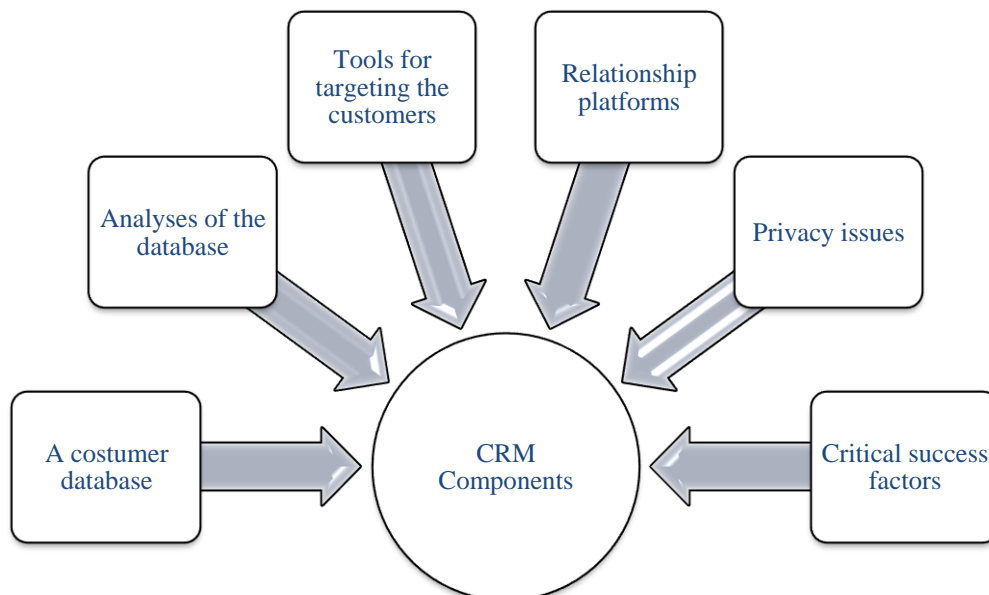 Tools for
targeting the
customers
Relationship
platforms
Analyses of the
database
Privacy issues
A costumer
database
CRM
Components
Critical success
factors